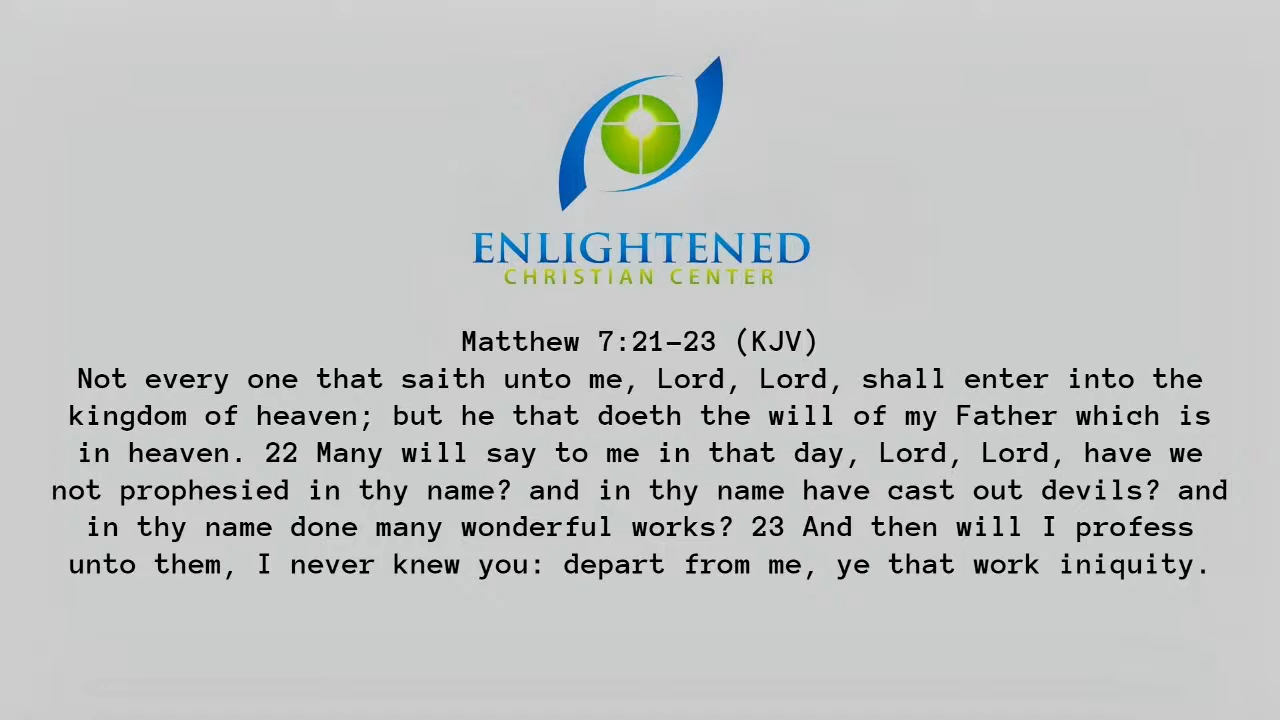 ENLIGHTENED
CHRISTIAN CENTER
Matthew 7:21-23 (KJV)
Not every one that saith unto me, Lord, Lord, shall enter into the
kingdom of heaven; but he that doeth the will of my Father which is
in heaven. 22 Many will say to me in that day, Lord, Lord, have we
not prophesied in thy name? and in thy name have cast out devils? and
in thy name done many wonderful works? 23 And then will I profess
unto them, I never knew you: depart from me, ye that work iniquity.